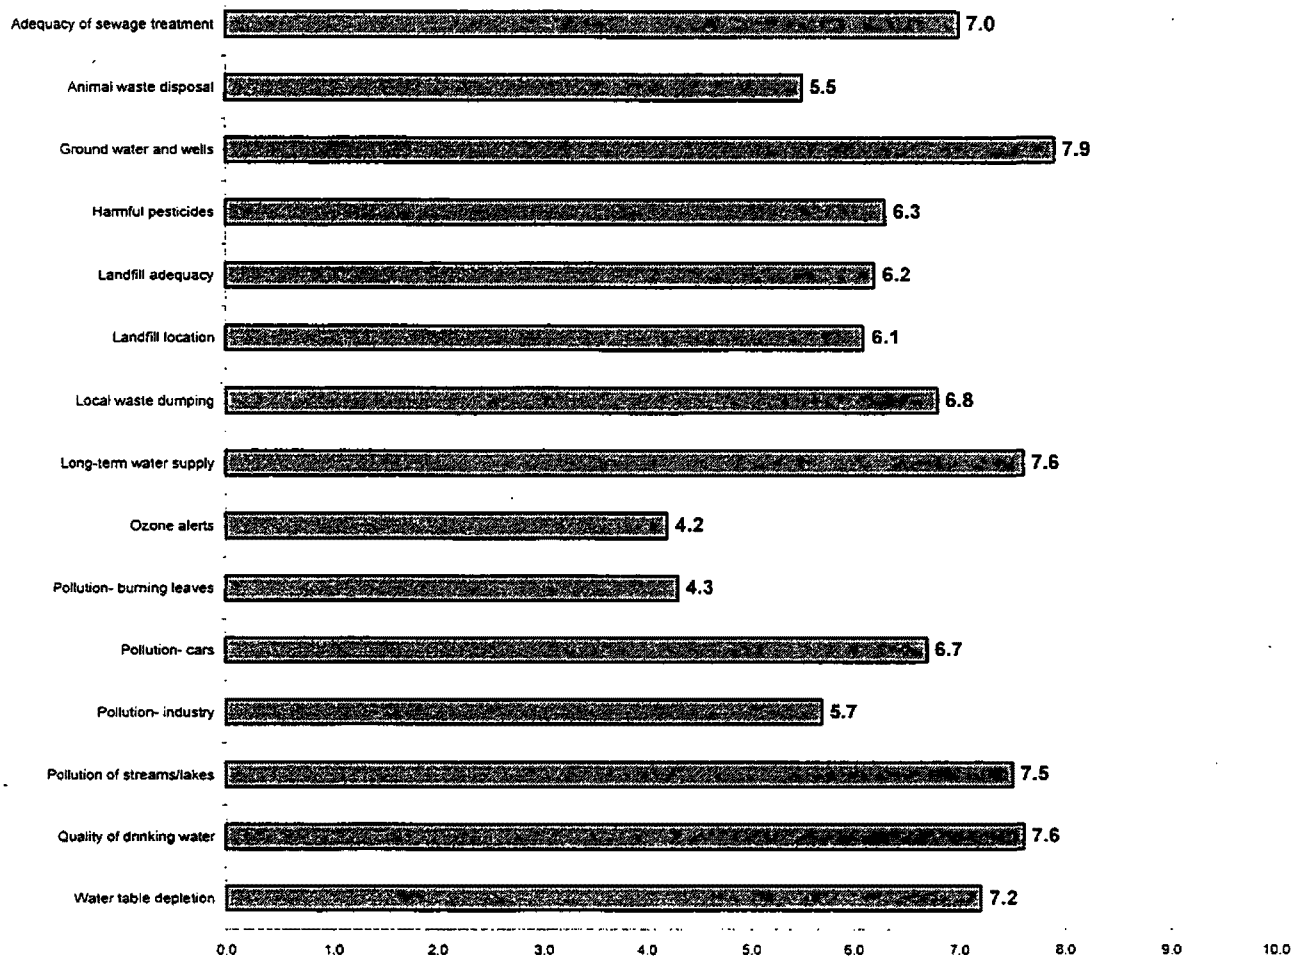 Adequacy of sewage treatment 7.0
Animal waste disposal 5.5
Ground water and wells 7.9
Harmful pesticides 6.3
Landfill adequacy 6.2
Landfill location 6.1
Local waste dumping 6.8
Long-term water supply 7.6
Ozone alerts 4.2
Pollution- burning leaves 4.3
Pollution- cars 6.7
Pollution- industry 5.7
Pollution of streams/lakes 7.5
Quality of drinking water 7.6
Water table depletion 7.2
0.0 1.0 2.0 3.0 4.0 5.0 6.0 7.0 8.0 9.0 10.0